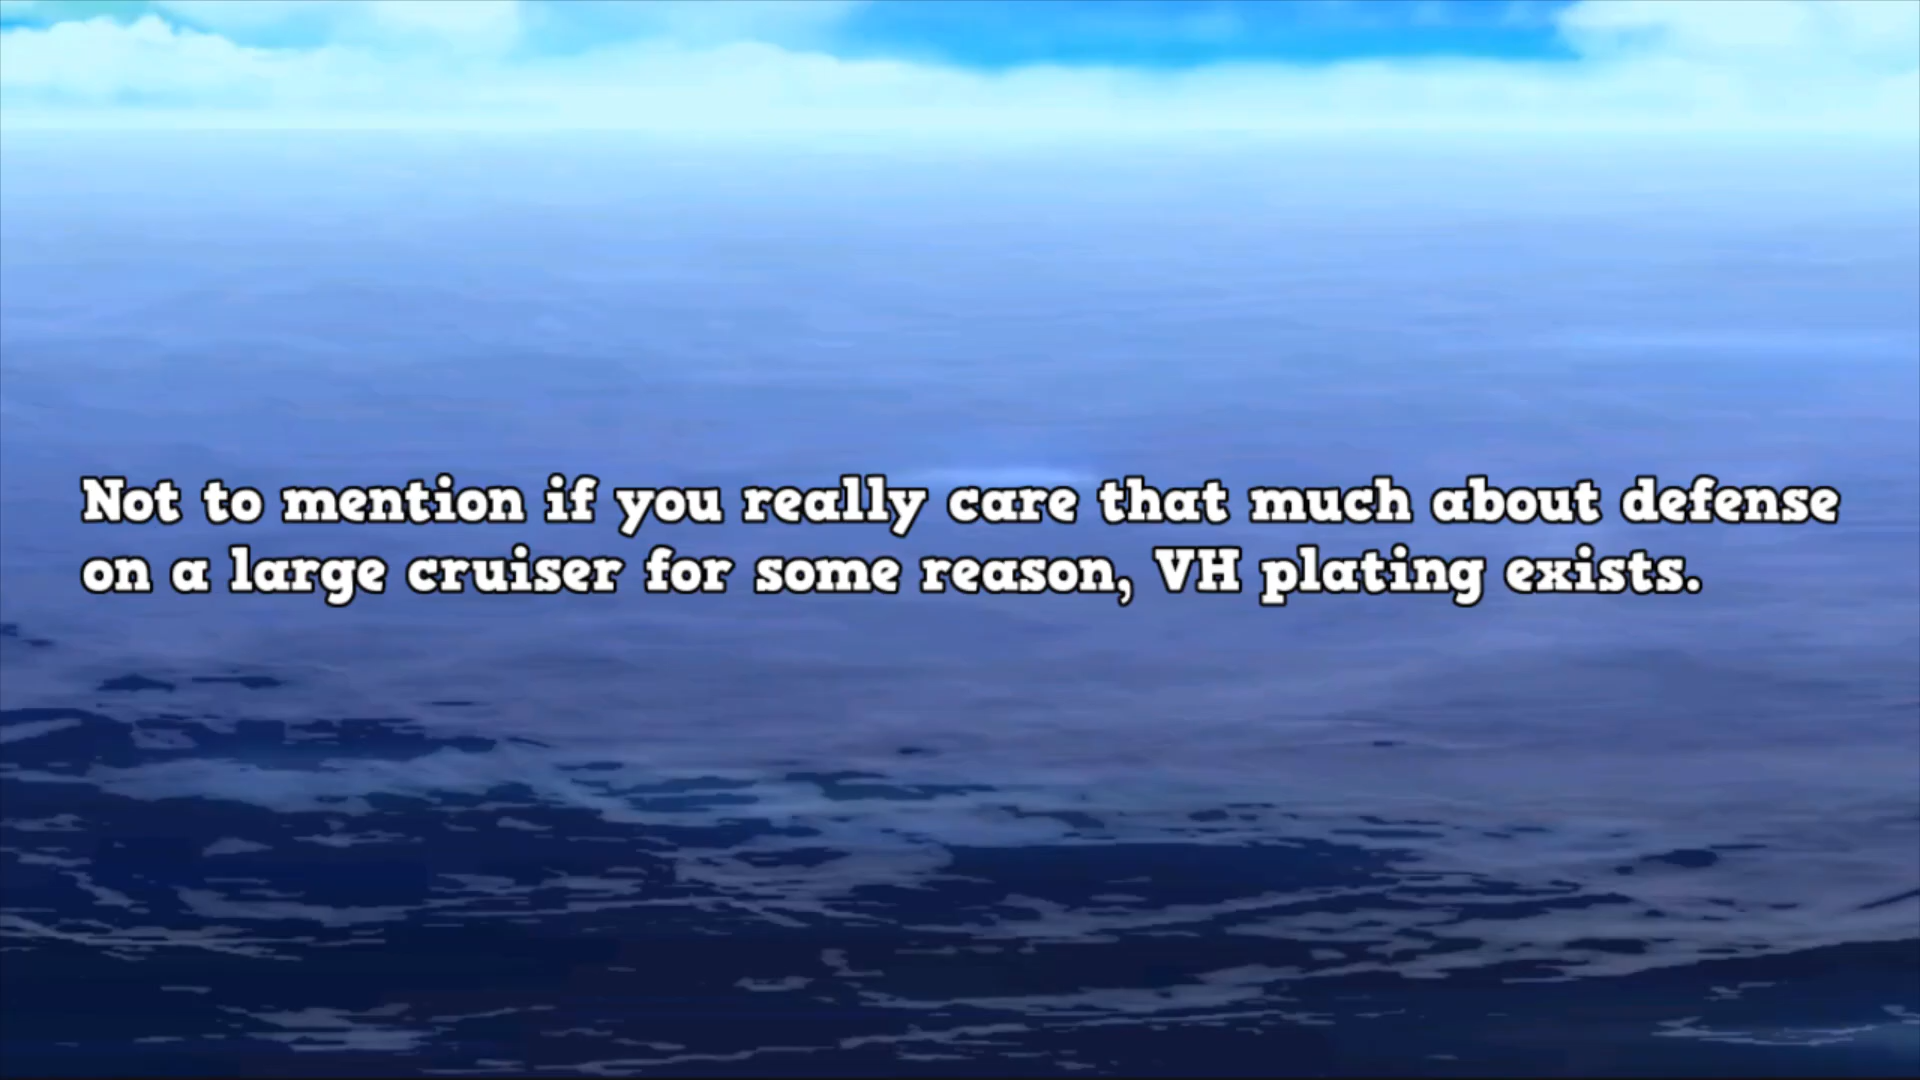 Not to mention if you really care that much about defense
on a large cruiser for some reason, VH plating exists.